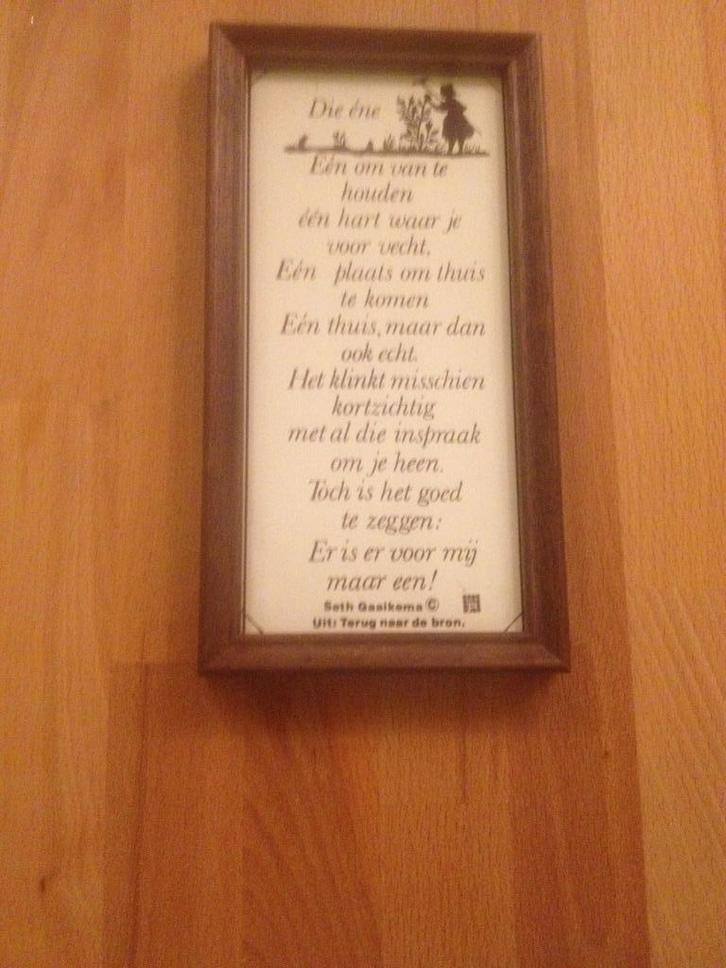 Die éne
Eén om van te
houden
één hart waar je
voor vecht,
Eén plaats om thuis
te komen
Eén thuis, maar dan
ook echt.
Het klinkt misschien
kortzichtig
met al die inspraak
om je heen.
Toch is het goed
te zeggen:
Er is er voor mij
maar een!
Seth Gaaikema ©
Uit: Terug naar de bron.